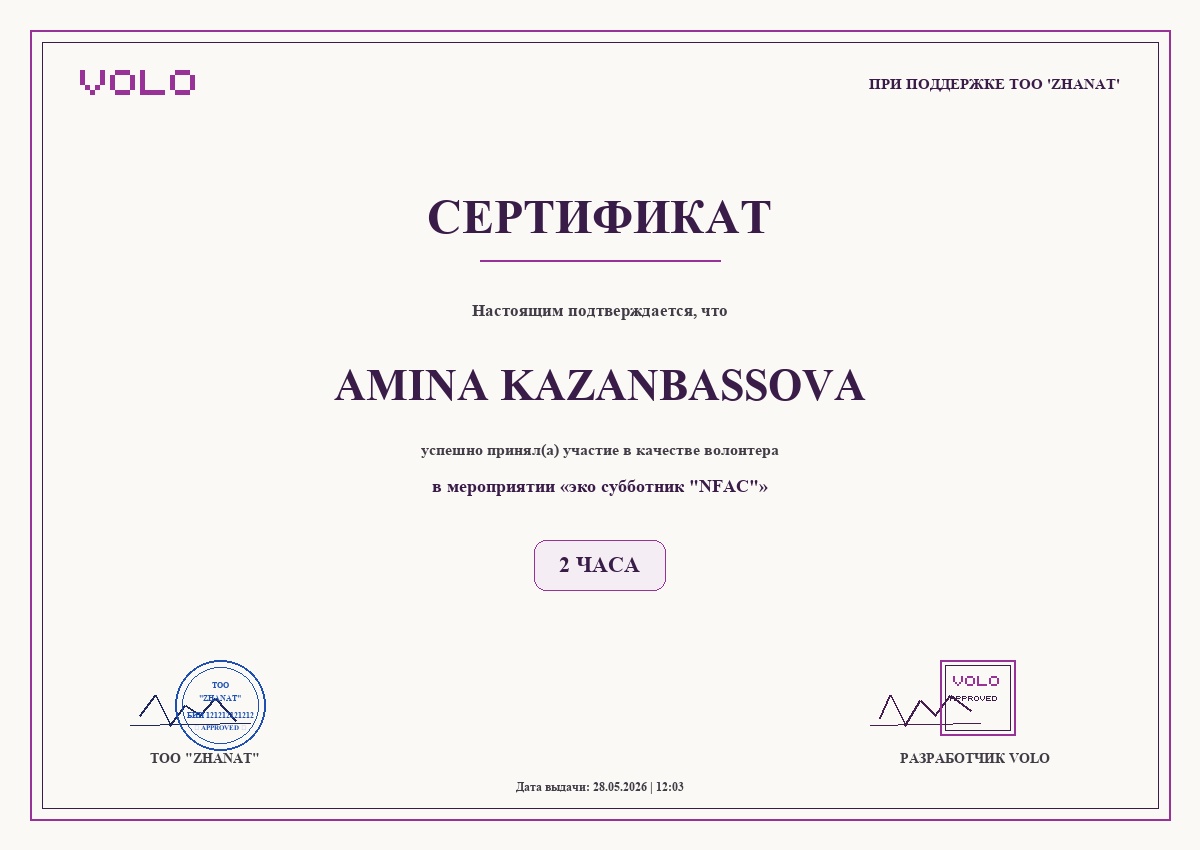 VOLO
ПРИ ПОДДЕРЖКЕ ТОО 'ZHANAT'
СЕРТИФИКАТ
Настоящим подтверждается, что
AMINA KAZANBASSOVA
успешно принял(а) участие в качестве волонтера
в мероприятии «эко субботник "NFAC"»
2 ЧАСА
ТОО
"ZHANAT"
БИН 121212121212
APPROVED
ТОО "ZHANAT"
VOLO
APPROVED
РАЗРАБОТЧИК VOLO
Дата выдачи: 28.05.2026 | 12:03